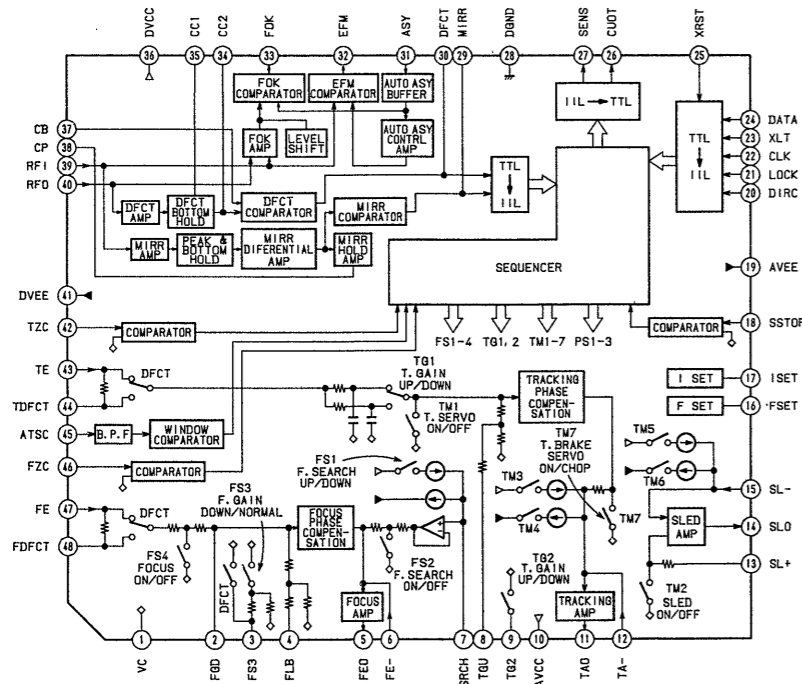 DVCC CC1 CC2 FOK EFM ASY DFCT MIRR DGND SENS CUOT XRST
36 35 34 33 32 31 30 29 28 27 26 25
FOK COMPARATOR
EFM COMPARATOR
AUTO ASY BUFFER
IIL → TTL
CB 37
CP 38
RFI 39
RFO 40
FOK AMP
LEVEL SHIFT
AUTO ASY CONTRL AMP
TTL ↓ IIL
24 DATA
23 XLT
22 CLK
21 LOCK
20 DIRC
DFCT AMP
DFCT BOTTOM HOLD
DFCT COMPARATOR
MIRR COMPARATOR
TTL ↓ IIL
MIRR AMP
PEAK & BOTTOM HOLD
MIRR DIFERENTIAL AMP
MIRR HOLD AMP
SEQUENCER
19 AVEE
DVEE 41
TZC 42
COMPARATOR
FS1-4 TG1, 2 TM1-7 PS1-3
COMPARATOR
18 SSTOP
TE 43
DFCT
TDFCT 44
TG1
T. GAIN
UP/DOWN
TM1
T. SERVO
ON/OFF
TRACKING PHASE COMPENSATION
I SET
17 ISET
F SET
16 FSET
ATSC 45
B.P.F
WINDOW COMPARATOR
FZC 46
COMPARATOR
FS1
F. SEARCH
UP/DOWN
TM7
T. BRAKE
SERVO
ON/CHOP
TM5
TM6
TM3
TM4
TM7
15 SL-
FE 47
DFCT
FDFCT 48
FS3
F. GAIN
DOWN/NORMAL
FOCUS PHASE COMPENSATION
FS4
FOCUS
ON/OFF
DFCT
FS2
F. SEARCH
ON/OFF
TG2
T. GAIN
UP/DOWN
SLED AMP
14 SLO
13 SL+
TM2
SLED
ON/OFF
FOCUS AMP
TRACKING AMP
1 2 3 4 5 6 7 8 9 10 11 12
VC FGD FS3 FLB FEO FE- SRCH TGU TG2 AVCC TAO TA-